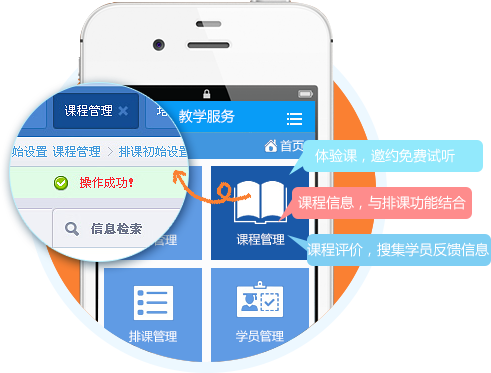 课程管理
教学服务
始设置 课程管理 > 排课初始设置
首页
操作成功!
信息检索
体验课，邀约免费试听
课程信息，与排课功能结合
课程评价，搜集学员反馈信息
管理
课程管理
排课管理
学员管理